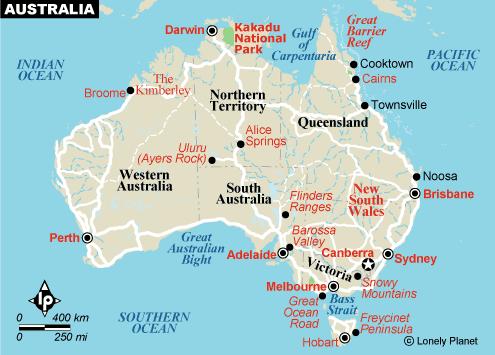 AUSTRALIA
Darwin
Kakadu
National
Park
Gulf
of
Carpentaria
Great
Barrier
Reef
PACIFIC
OCEAN
INDIAN
OCEAN
Cooktown
Cairns
The
Kimberley
Broome
Northern
Territory
Townsville
Queensland
Alice
Springs
Uluru
(Ayers Rock)
Western
Australia
South
Australia
Noosa
Brisbane
Flinders
Ranges
New
South
Wales
Great
Australian
Bight
Barossa
Valley
Perth
Adelaide
Canberra
Sydney
Victoria
Snowy
Mountains
Melbourne
Great
Ocean
Road
Bass
Strait
lp
0 400 km
0 250 mi
SOUTHERN
OCEAN
Freycinet
Peninsula
Hobart
© Lonely Planet